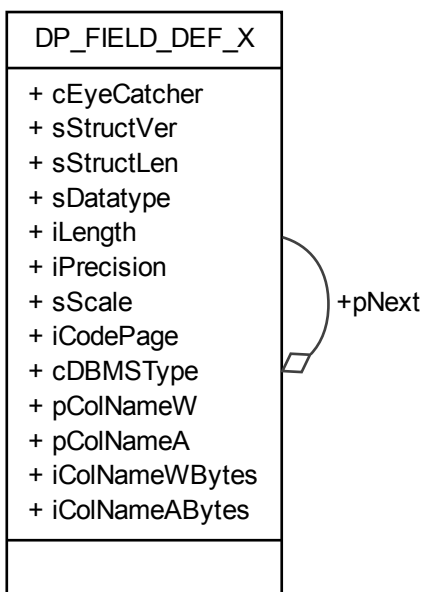 DP_FIELD_DEF_X
+ cEyeCatcher
+ sStructVer
+ sStructLen
+ sDatatype
+ iLength
+ iPrecision
+ sScale
+ iCodePage
+ cDBMSType
+ pColNameW
+ pColNameA
+ iColNameWBytes
+ iColNameABytes
+pNext